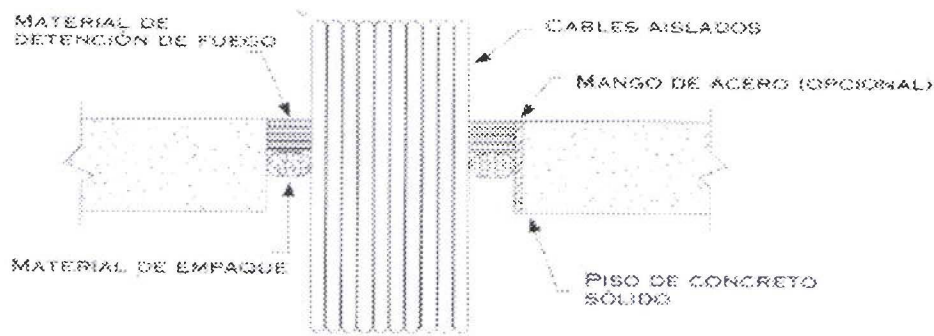 MATERIAL DE
DETENCIÓN DE FUEGO
CABLES AISLADOS
MANGO DE ACERO (OPCIONAL)
MATERIAL DE EMPAQUE
PISO DE CONCRETO
SÓLIDO